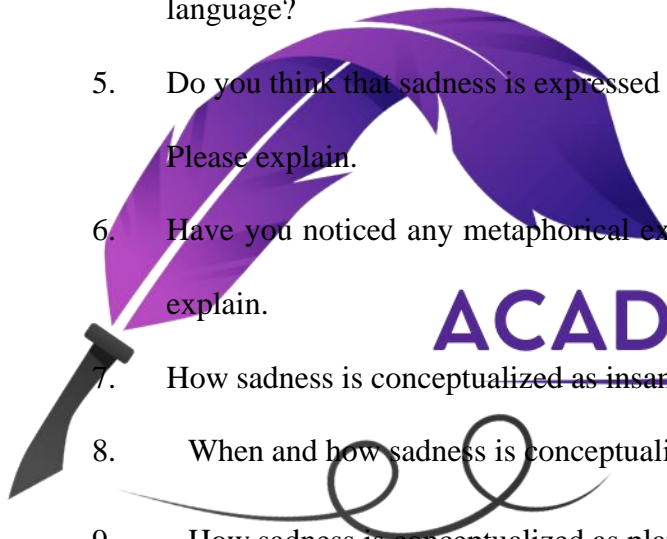 language?
5. Do you think that sadness is expressed
Please explain.
6. Have you noticed any metaphorical
explain.
ACAD
7. How sadness is conceptualized as
8. When and how sadness is
9. How sadness is conceptualized as